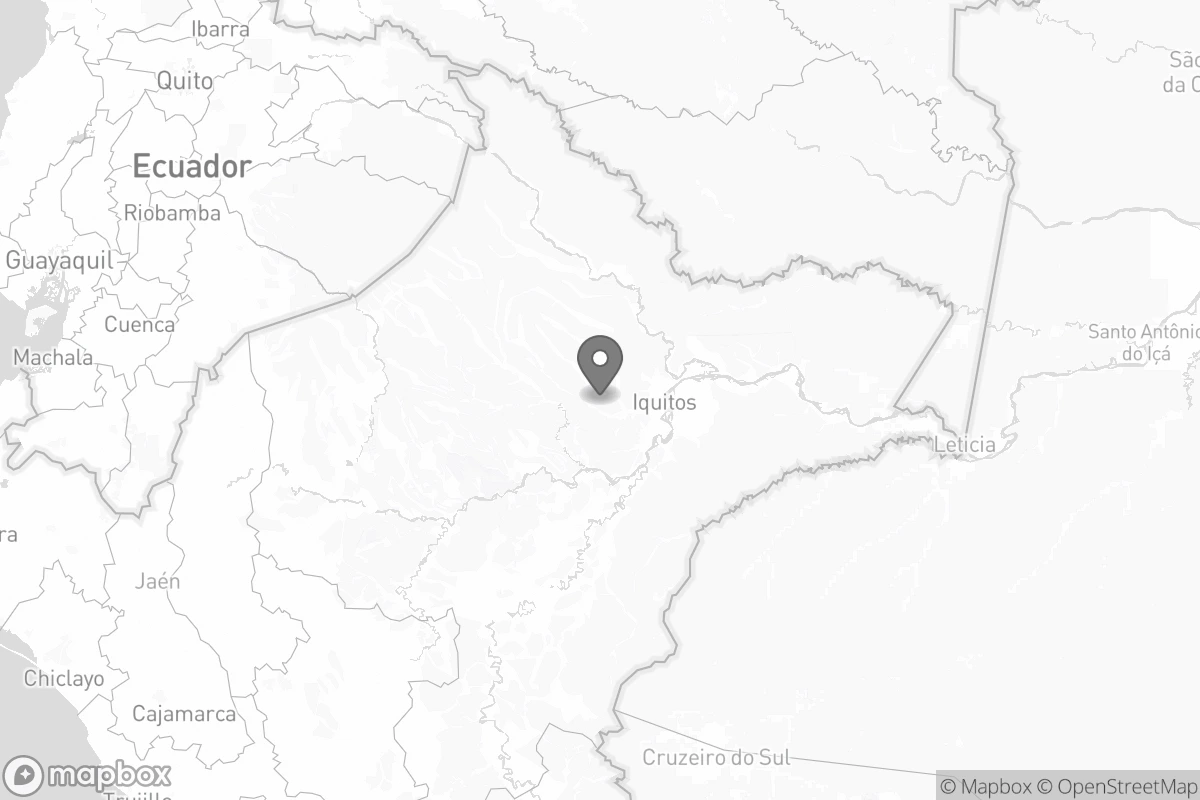 Ibarra
São
Quito
da C
Ecuador
Riobamba
Guayaquil
Cuenca
Santo Antônio
do Içá
Machala
Iquitos
Leticia
ra
Jaén
Chiclayo
Cajamarca
Cruzeiro do Sul
mapbox
© Mapbox © OpenStreetMap
Trujillo